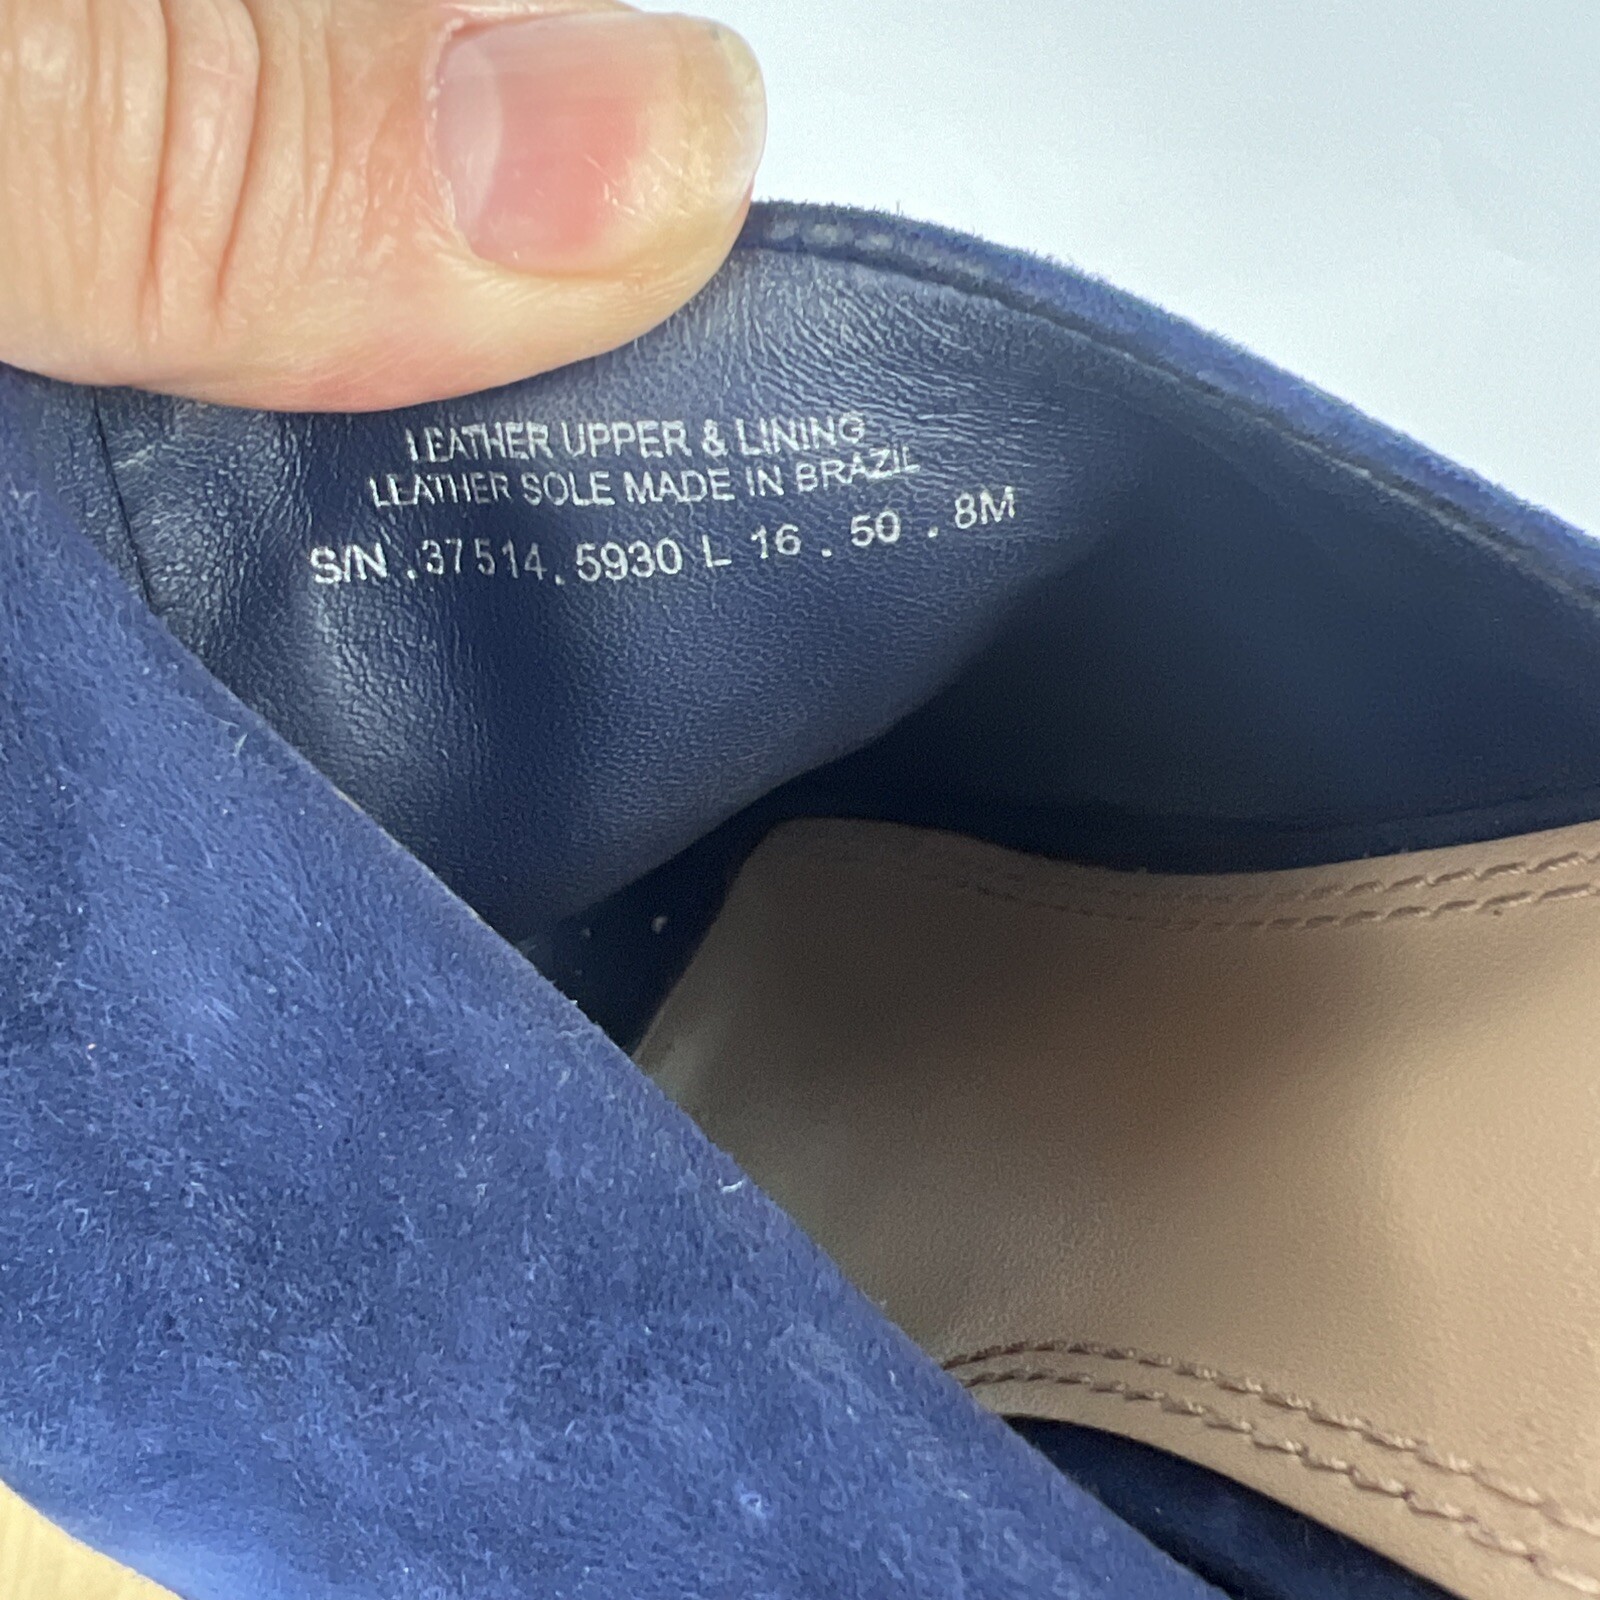 LEATHER UPPER & LINING
LEATHER SOLE MADE IN BRAZIL
S/N .37514.5930 L 16 . 50 . 8M